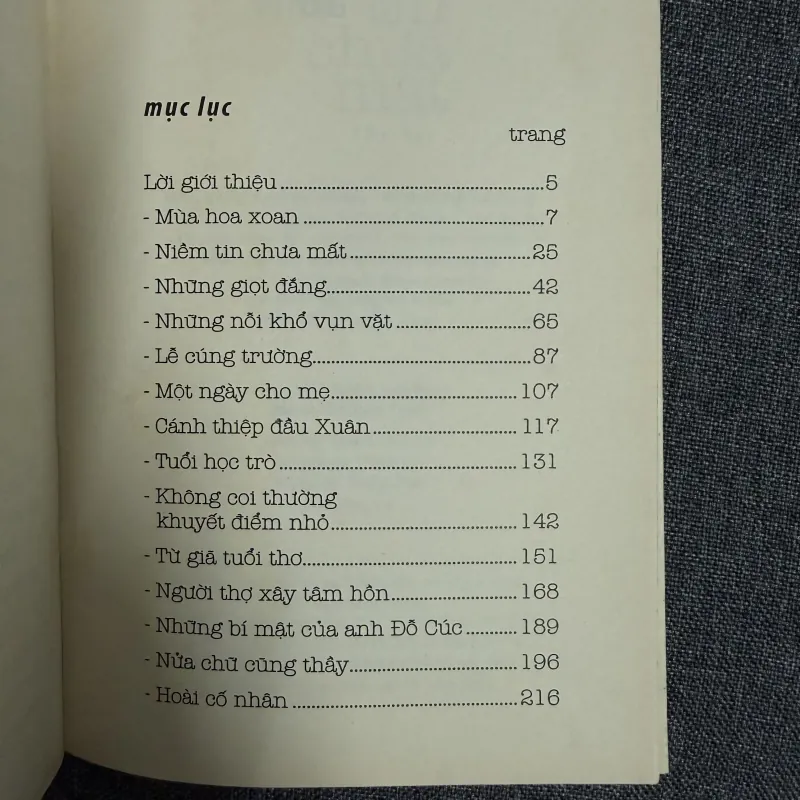 mục lục
trang
Lời giới thiệu ..... 5
- Mùa hoa xoan ..... 7
- Niềm tin chưa mất ..... 25
- Những giọt đắng ..... 42
- Những nỗi khổ vụn vặt ..... 65
- Lễ cúng trường ..... 87
- Một ngày cho mẹ ..... 107
- Cánh thiệp đầu Xuân ..... 117
- Tuổi học trò ..... 131
- Không coi thường
khuyết điểm nhỏ ..... 142
- Từ giã tuổi thơ ..... 151
- Người thợ xây tâm hồn ..... 168
- Những bí mật của anh Đỗ Cúc ..... 189
- Nửa chữ cũng thầy ..... 196
- Hoài cố nhân ..... 216